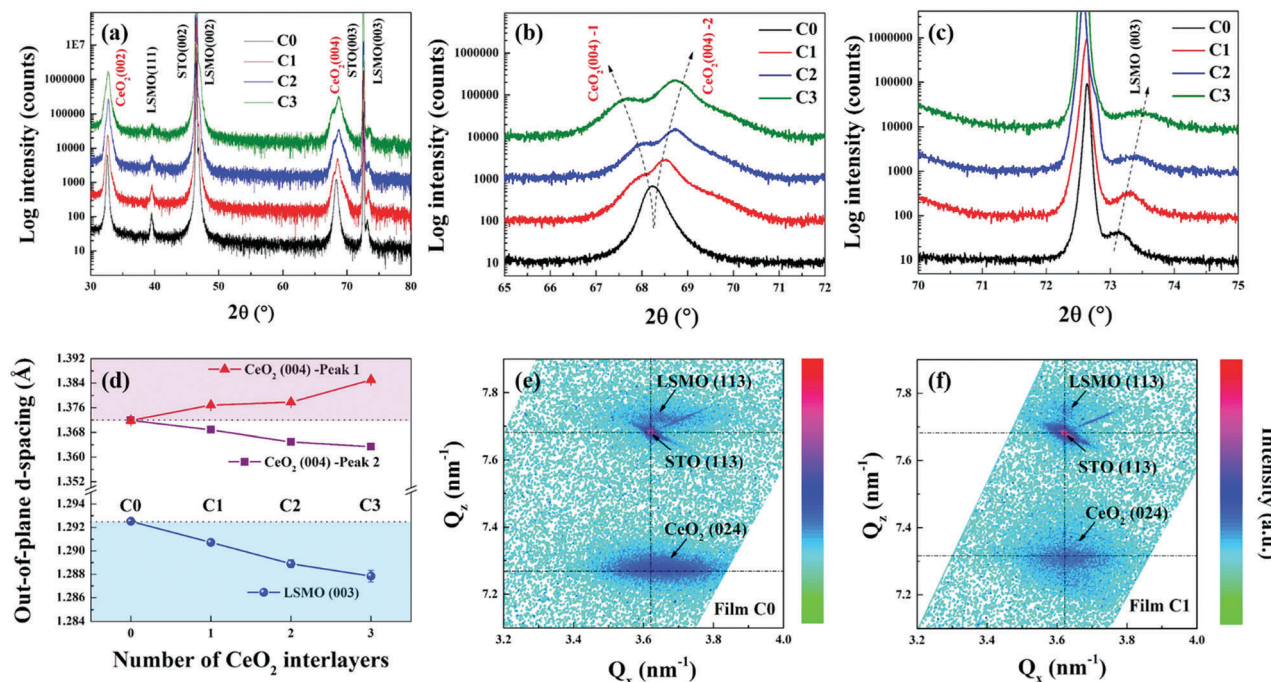 (a)
Log intensity (counts)
1E7
1000000
100000
10000
1000
100
10
CeO₂(002)
LSMO(111)
STO(002)
LSMO(002)
CeO₂(004)
STO(003)
LSMO(003)
C0
C1
C2
C3
30 40 50 60 70 80
2θ (°)
(b)
Log intensity (counts)
1000000
100000
10000
1000
100
10
CeO₂(004) -1
CeO₂(004) -2
C0
C1
C2
C3
65 66 67 68 69 70 71 72
2θ (°)
(c)
Log intensity (counts)
1000000
100000
10000
1000
100
10
LSMO (003)
C0
C1
C2
C3
70 71 72 73 74 75
2θ (°)
(d)
Out-of-plane d-spacing (Å)
1.392
1.384
1.376
1.368
1.360
1.294
1.292
1.290
1.288
1.286
1.284
CeO₂ (004) -Peak 1
CeO₂ (004) -Peak 2
C0 C1 C2 C3
LSMO (003)
0 1 2 3
Number of CeO₂ interlayers
(e)
Q𝓏 (nm⁻¹)
7.8
7.6
7.4
7.2
LSMO (113)
STO (113)
CeO₂ (024)
Film C0
3.2 3.4 3.6 3.8 4.0
Qₓ (nm⁻¹)
(f)
Q𝓏 (nm⁻¹)
7.8
7.6
7.4
7.2
LSMO (113)
STO (113)
CeO₂ (024)
Film C1
3.2 3.4 3.6 3.8 4.0
Qₓ (nm⁻¹)
Intensity (a.u.)